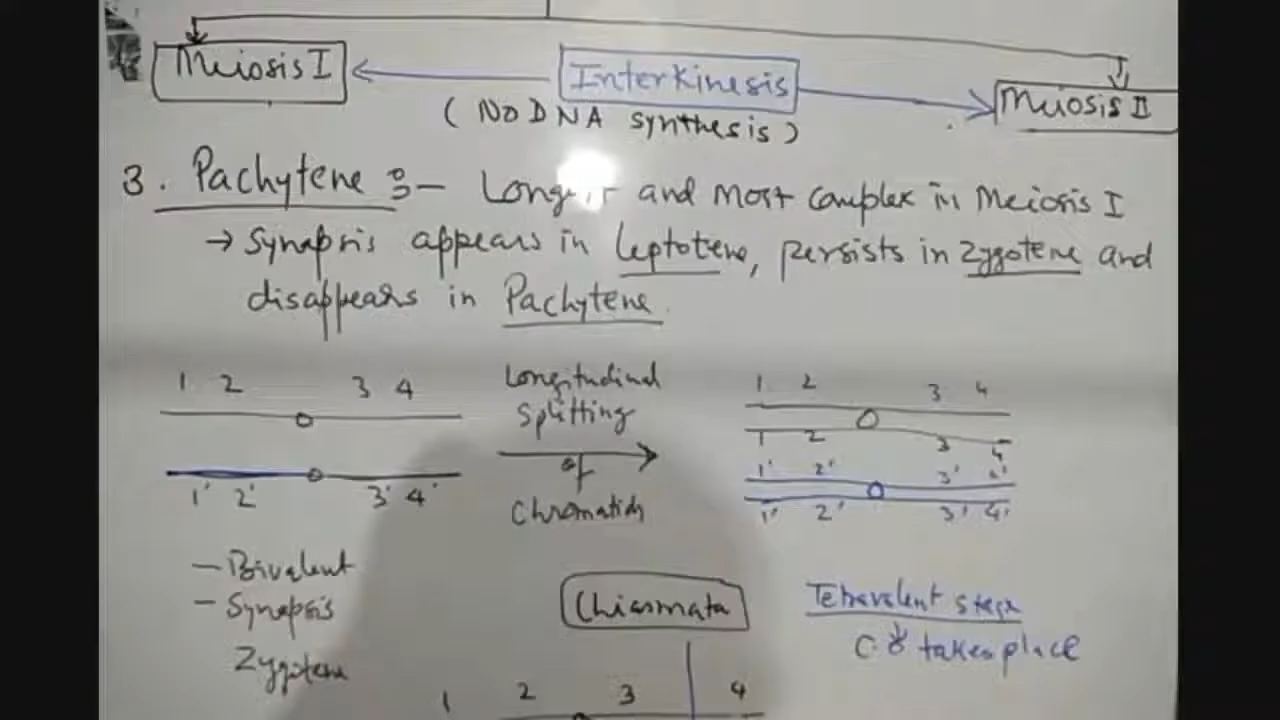 Meiosis I
Interkinesis
Meiosis II
(No DNA synthesis)
3. Pachytene :- and most complex in Meiosis I
→ Synapsis appears in leptotene, persists in Zygotene and
disappears in Pachytene.
1 2 3 4
1' 2' 3' 4'
Longitudinal
Splitting
of
Chromatids
1 2 3 4
1 2 3 4
1' 2' 3' 4'
1' 2' 3' 4'
- Bivalent
- Synapsis
Zygotene
Chiasmata
Tetravalent stage
takes place
1 2 3 4